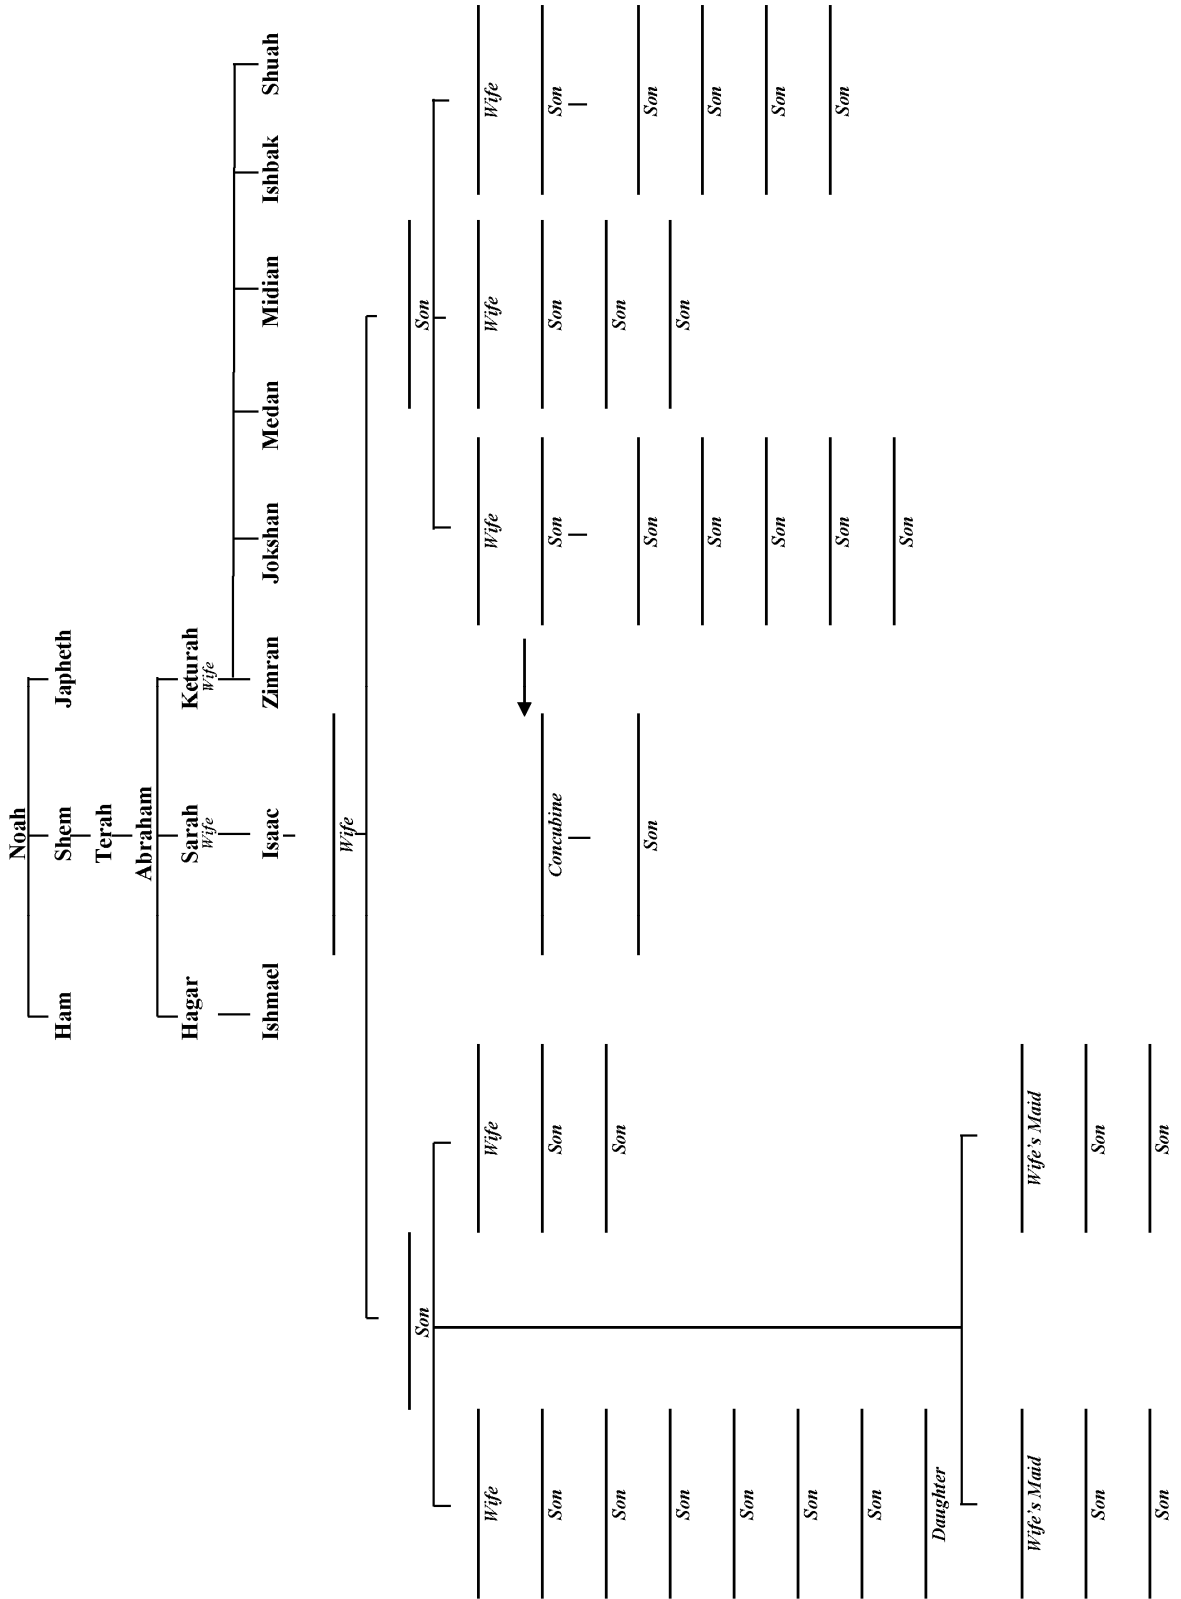 Noah
Ham Shem Japheth
Terah
Abraham
Hagar Sarah Keturah
Wife Wife
Ishmael Isaac Zimran Jokshan Medan Midian Ishbak Shuah
Wife
Son Son
Wife Wife Wife Wife Wife
Son Son Concubine Son Son Son
Son Son Son
Son Son Son
Son Son
Son Son
Son
Son Son
Son
Son Son
Son
Son
Daughter
Wife's Maid Wife's Maid
Son Son
Son Son